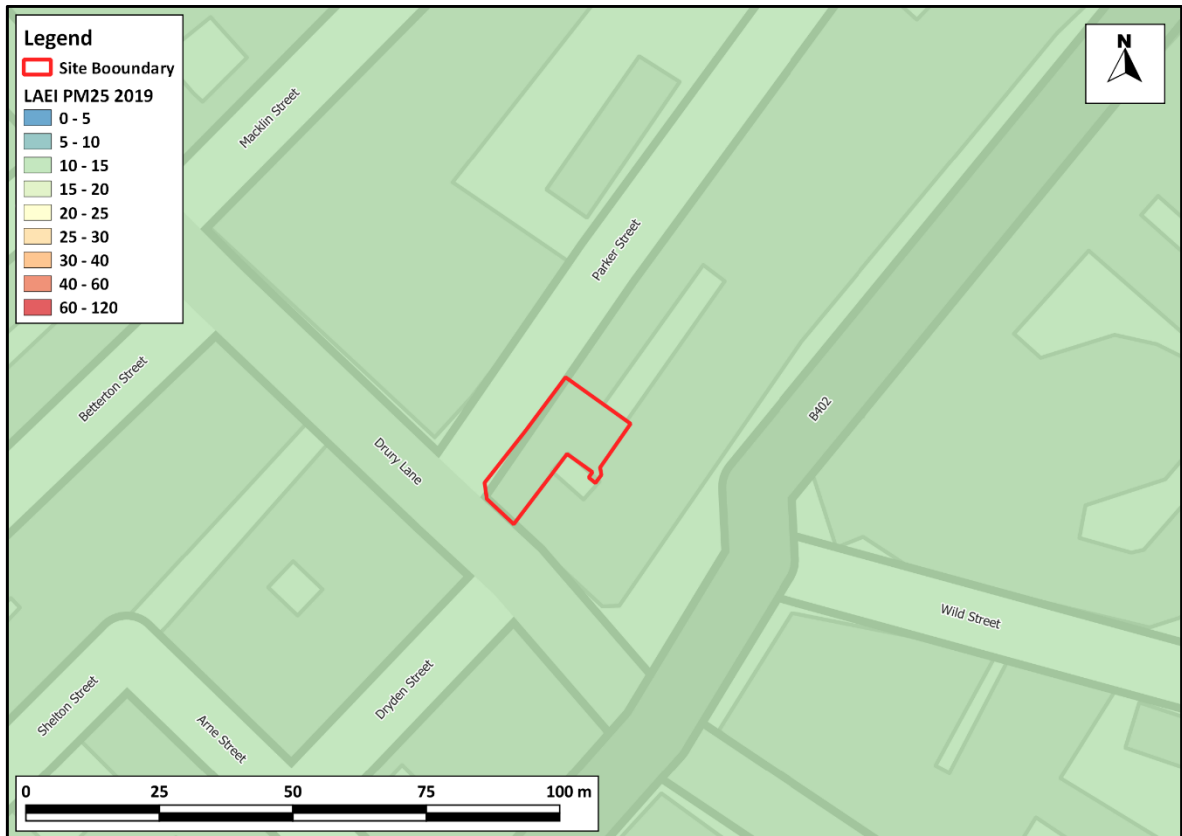 Legend
Site Booundary
LAEI PM25 2019
0 - 5
5 - 10
10 - 15
15 - 20
20 - 25
25 - 30
30 - 40
40 - 60
60 - 120
N
Macklin Street
Parker Street
Betterton Street
Drury Lane
B402
Wild Street
Shelton Street
Arne Street
Dryden Street
0 25 50 75 100 m